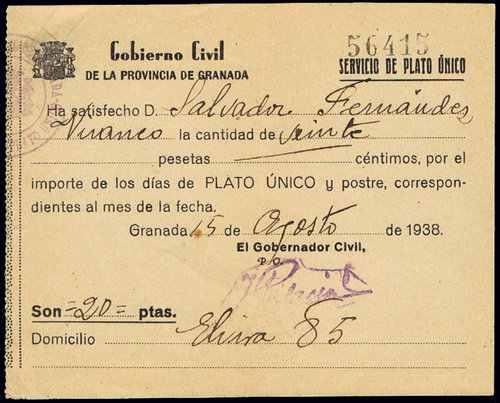 Gobierno Civil
DE LA PROVINCIA DE GRANADA
56415
SERVICIO DE PLATO ÚNICO
Ha satisfecho D. Salvador Fernández
Vivanco la cantidad de veinte
pesetas céntimos, por el
importe de los días de PLATO ÚNICO y postre, correspon-
dientes al mes de la fecha.
Granada 15 de Agosto de 1938.
El Gobernador Civil,
P. O.
Son =20= ptas.
Domicilio Elvira 85